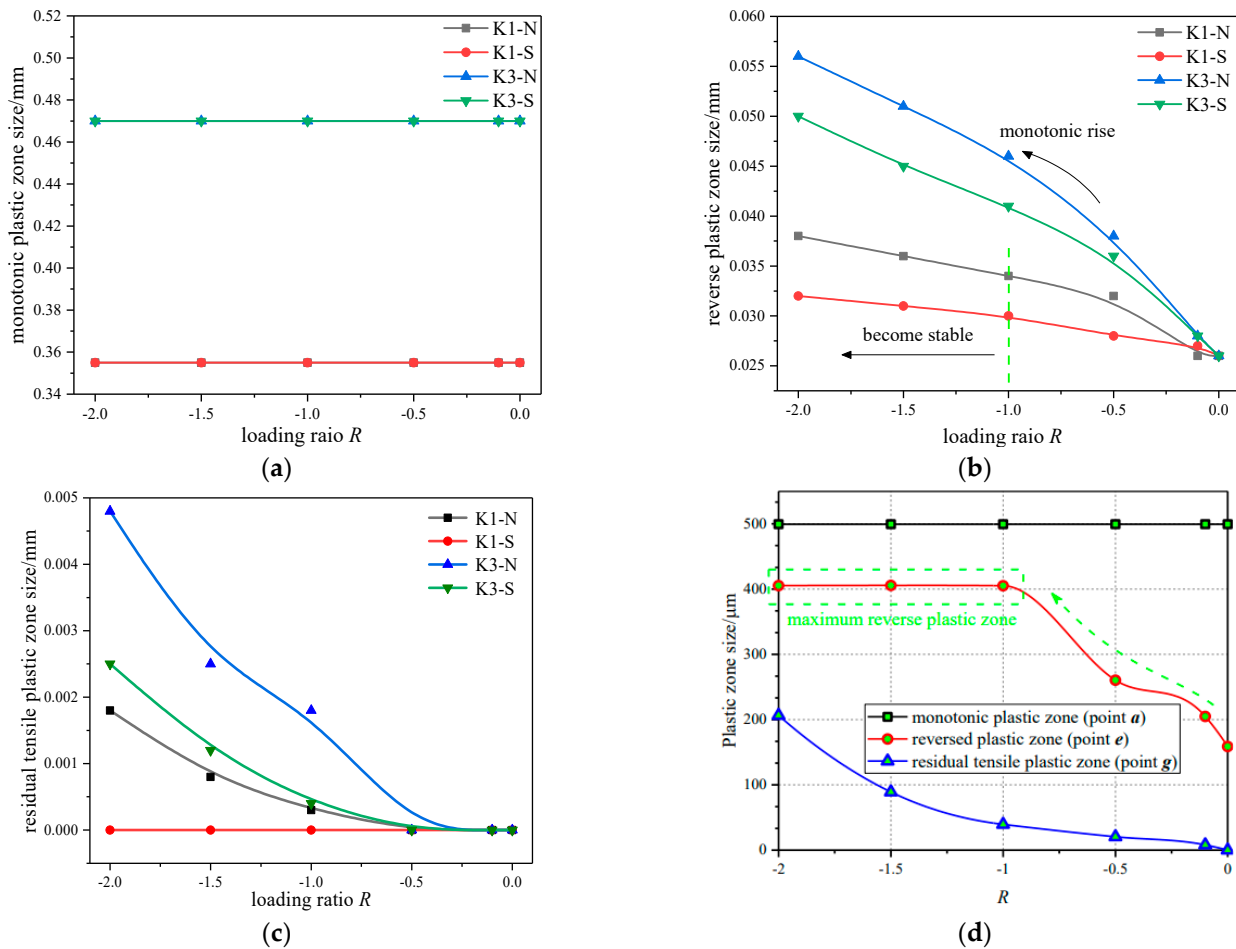 0.52
0.50
0.48
0.46
0.44
0.42
0.40
0.38
0.36
0.34
monotonic plastic zone size/mm
K1-N
K1-S
K3-N
K3-S
-2.0
-1.5
-1.0
-0.5
0.0
loading raio R
(a)
0.060
0.055
0.050
0.045
0.040
0.035
0.030
0.025
reverse plastic zone size/mm
K1-N
K1-S
K3-N
K3-S
monotonic rise
become stable
-2.0
-1.5
-1.0
-0.5
0.0
loading raio R
(b)
0.005
0.004
0.003
0.002
0.001
0.000
residual tensile plastic zone size/mm
K1-N
K1-S
K3-N
K3-S
-2.0
-1.5
-1.0
-0.5
0.0
loading ratio R
(c)
500
400
300
200
100
0
Plastic zone size/μm
maximum reverse plastic zone
monotonic plastic zone (point a)
reversed plastic zone (point e)
residual tensile plastic zone (point g)
-2
-1.5
-1
-0.5
0
R
(d)